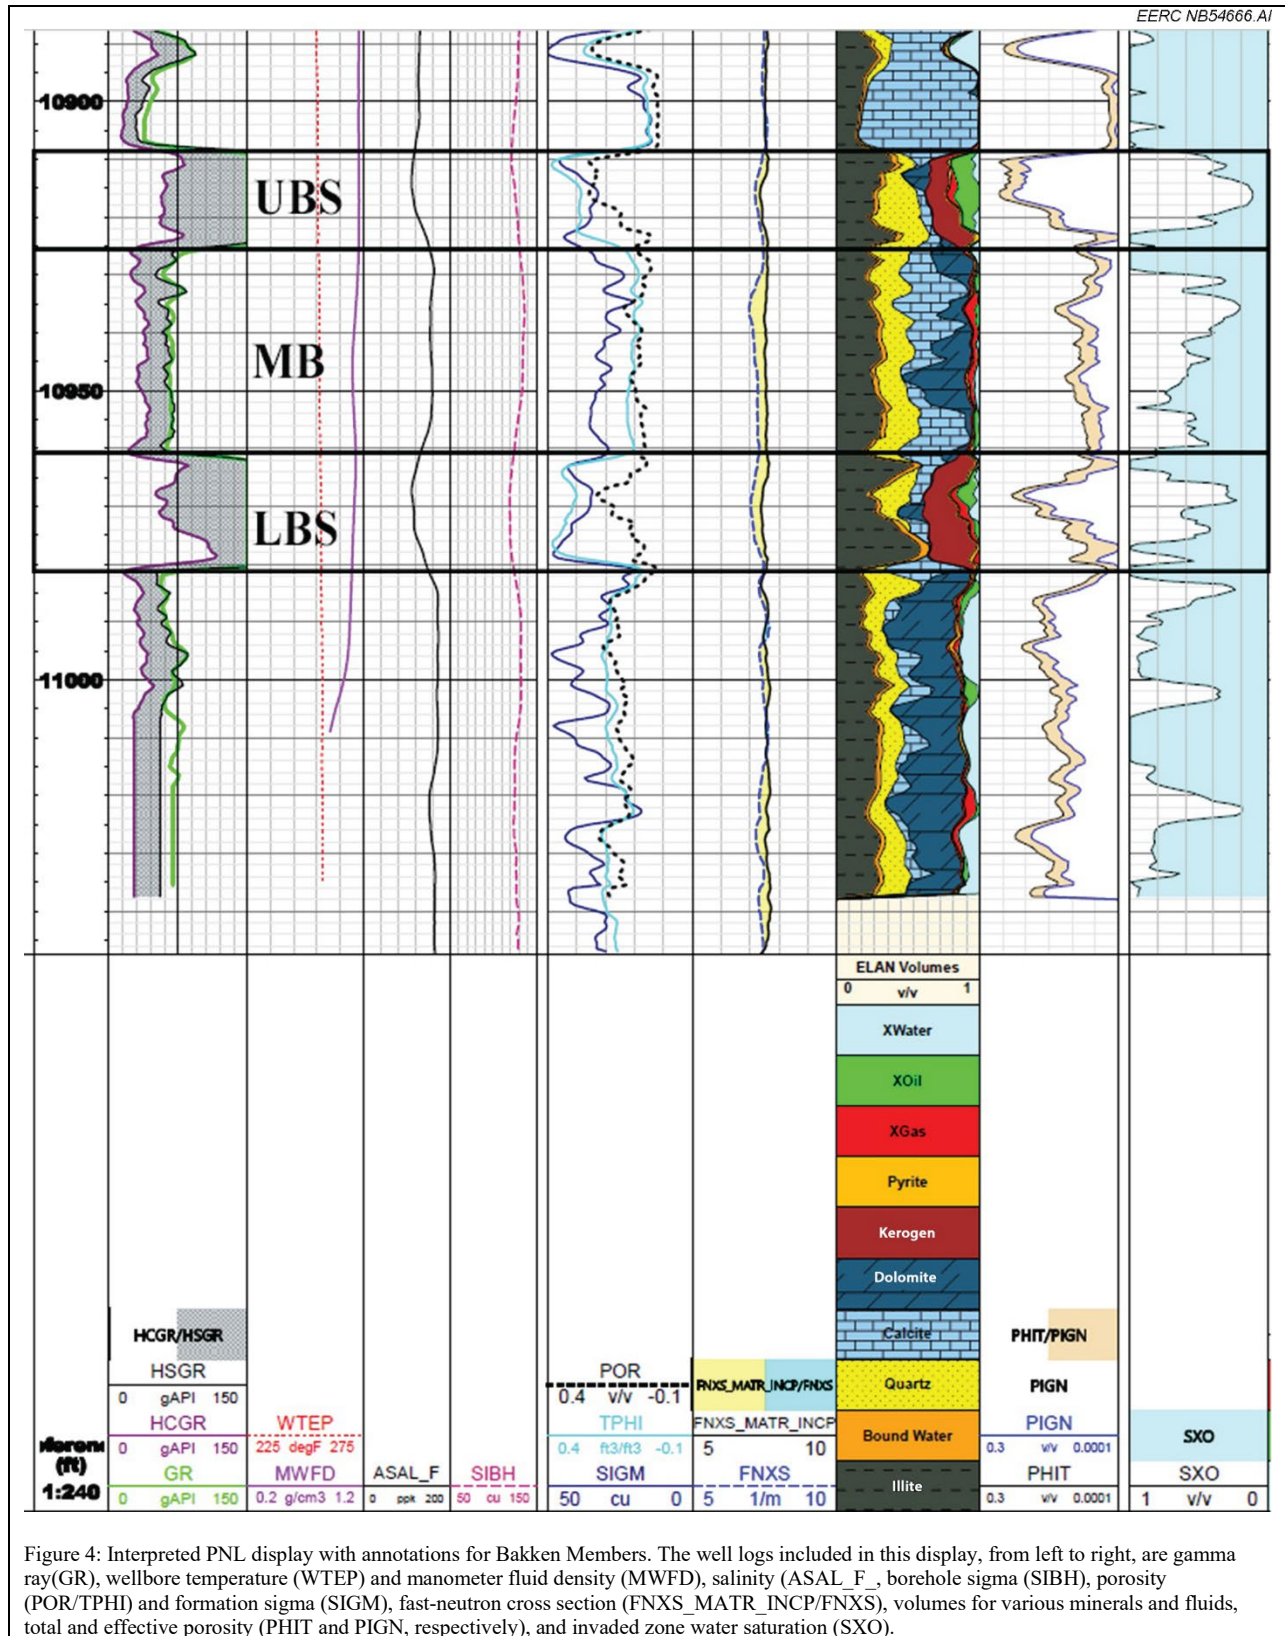 EERC NB54666.AI
10900
UBS
MB
10950
LBS
11000
ELAN Volumes
0 v/v 1
XWater
XOil
XGas
Pyrite
Kerogen
Dolomite
Calcite
Quartz
Bound Water
Illite
HCGR/HSGR
HSGR
0 gAPI 150
HCGR
0 gAPI 150
GR
0 gAPI 150
(ft)
1:240
WTEP
225 degF 275
MWFD
0.2 g/cm3 1.2
ASAL_F
0 ppk 200
SIBH
50 cu 150
POR
0.4 v/v -0.1
TPHI
0.4 ft3/ft3 -0.1
SIGM
50 cu 0
FNXS_MATR_INCP/FNXS
FNXS_MATR_INCP
5 10
FNXS
5 1/m 10
PHIT/PIGN
PIGN
PIGN
0.3 v/v 0.0001
PHIT
0.3 v/v 0.0001
SXO
SXO
1 v/v 0
Figure 4: Interpreted PNL display with annotations for Bakken Members. The well logs included in this display, from left to right, are gamma
ray(GR), wellbore temperature (WTEP) and manometer fluid density (MWFD), salinity (ASAL_F_, borehole sigma (SIBH), porosity
(POR/TPHI) and formation sigma (SIGM), fast-neutron cross section (FNXS_MATR_INCP/FNXS), volumes for various minerals and fluids,
total and effective porosity (PHIT and PIGN, respectively), and invaded zone water saturation (SXO).